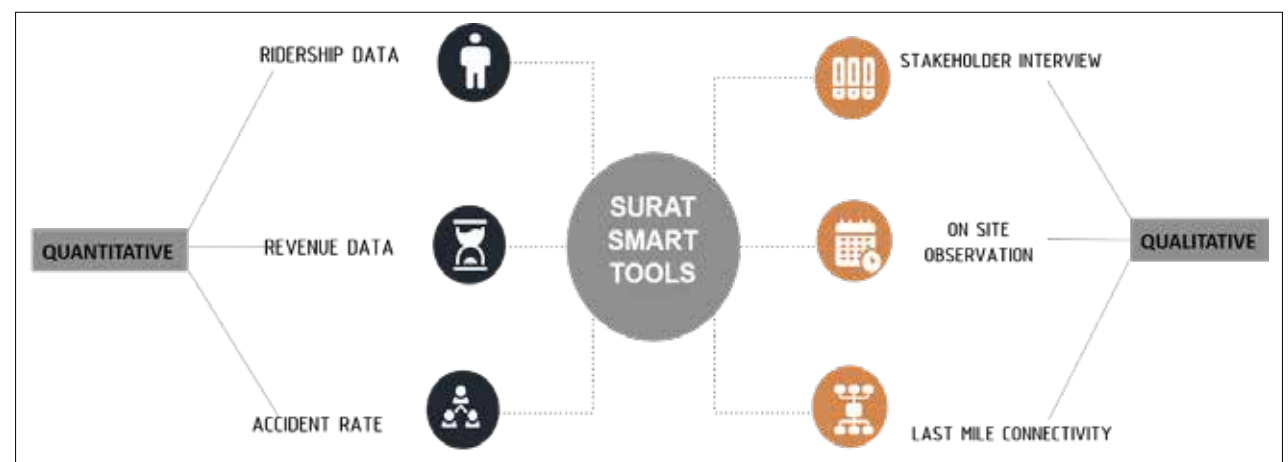 RIDERSHIP DATA
STAKEHOLDER INTERVIEW
SURAT
SMART
TOOLS
QUANTITATIVE
REVENUE DATA
ON SITE
OBSERVATION
QUALITATIVE
ACCIDENT RATE
LAST MILE CONNECTIVITY